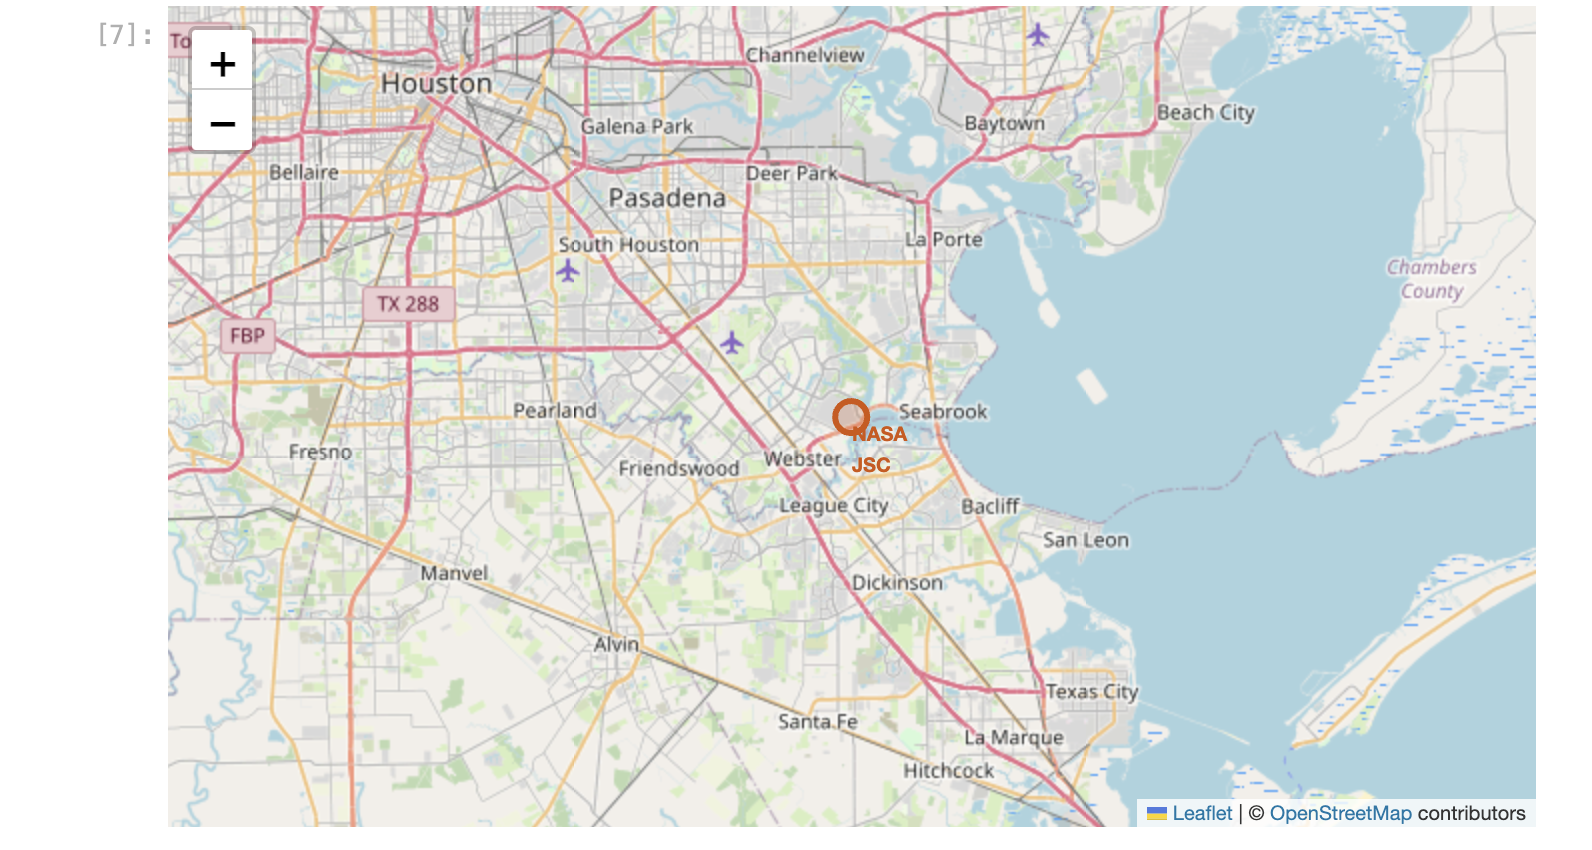 [7]:
To
+
−
Houston
Channelview
Beach City
Baytown
Galena Park
Bellaire
Deer Park
Pasadena
La Porte
South Houston
Chambers
County
TX 288
FBP
Pearland
Seabrook
NASA
JSC
Fresno
Friendswood
Webster
League City
Bacliff
San Leon
Manvel
Dickinson
Alvin
Texas City
Santa Fe
La Marque
Hitchcock
Leaflet | © OpenStreetMap contributors